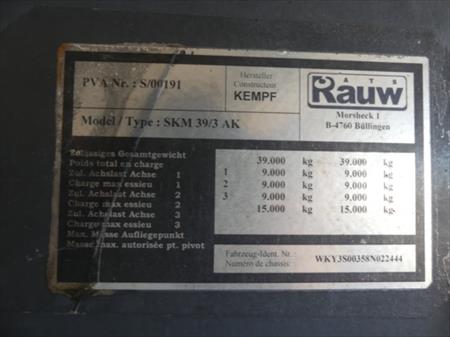 PVA Nr. : S/00191
Hersteller
Constructeur
KEMPF
ATS
Rauw
Morsheck 1
B-4760 Büllingen
Model / Type : SKM 39/3 AK
Zulässiges Gesamtgewicht
Poids total en charge 39.000 kg 39.000 kg
Zul. Achslast Achse 1
Charge max essieu 1 1 9.000 kg 9.000 kg
Zul. Achslast Achse 2
Charge max essieu 2 2 9.000 kg 9.000 kg
Zul. Achslast Achse 3
Charge max essieu 3 3 9.000 kg 9.000 kg
Max. Masse Aufliegepunkt
Masse max. autorisée pt. pivot 15.000 kg 15.000 kg
Fahrzeug-Ident. Nr.:
Numéro de chassis: WKY3S00358N022444